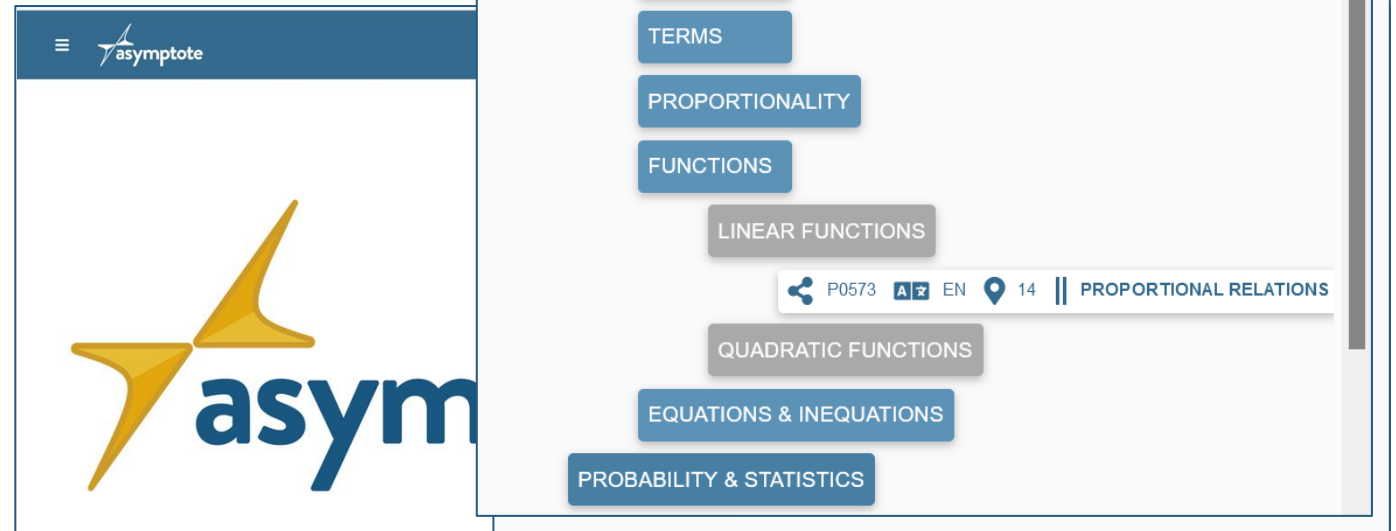 asymptote
asym
TERMS
PROPORTIONALITY
FUNCTIONS
LINEAR FUNCTIONS
P0573 EN 14 PROPORTIONAL RELATIONS
QUADRATIC FUNCTIONS
EQUATIONS & INEQUATIONS
PROBABILITY & STATISTICS